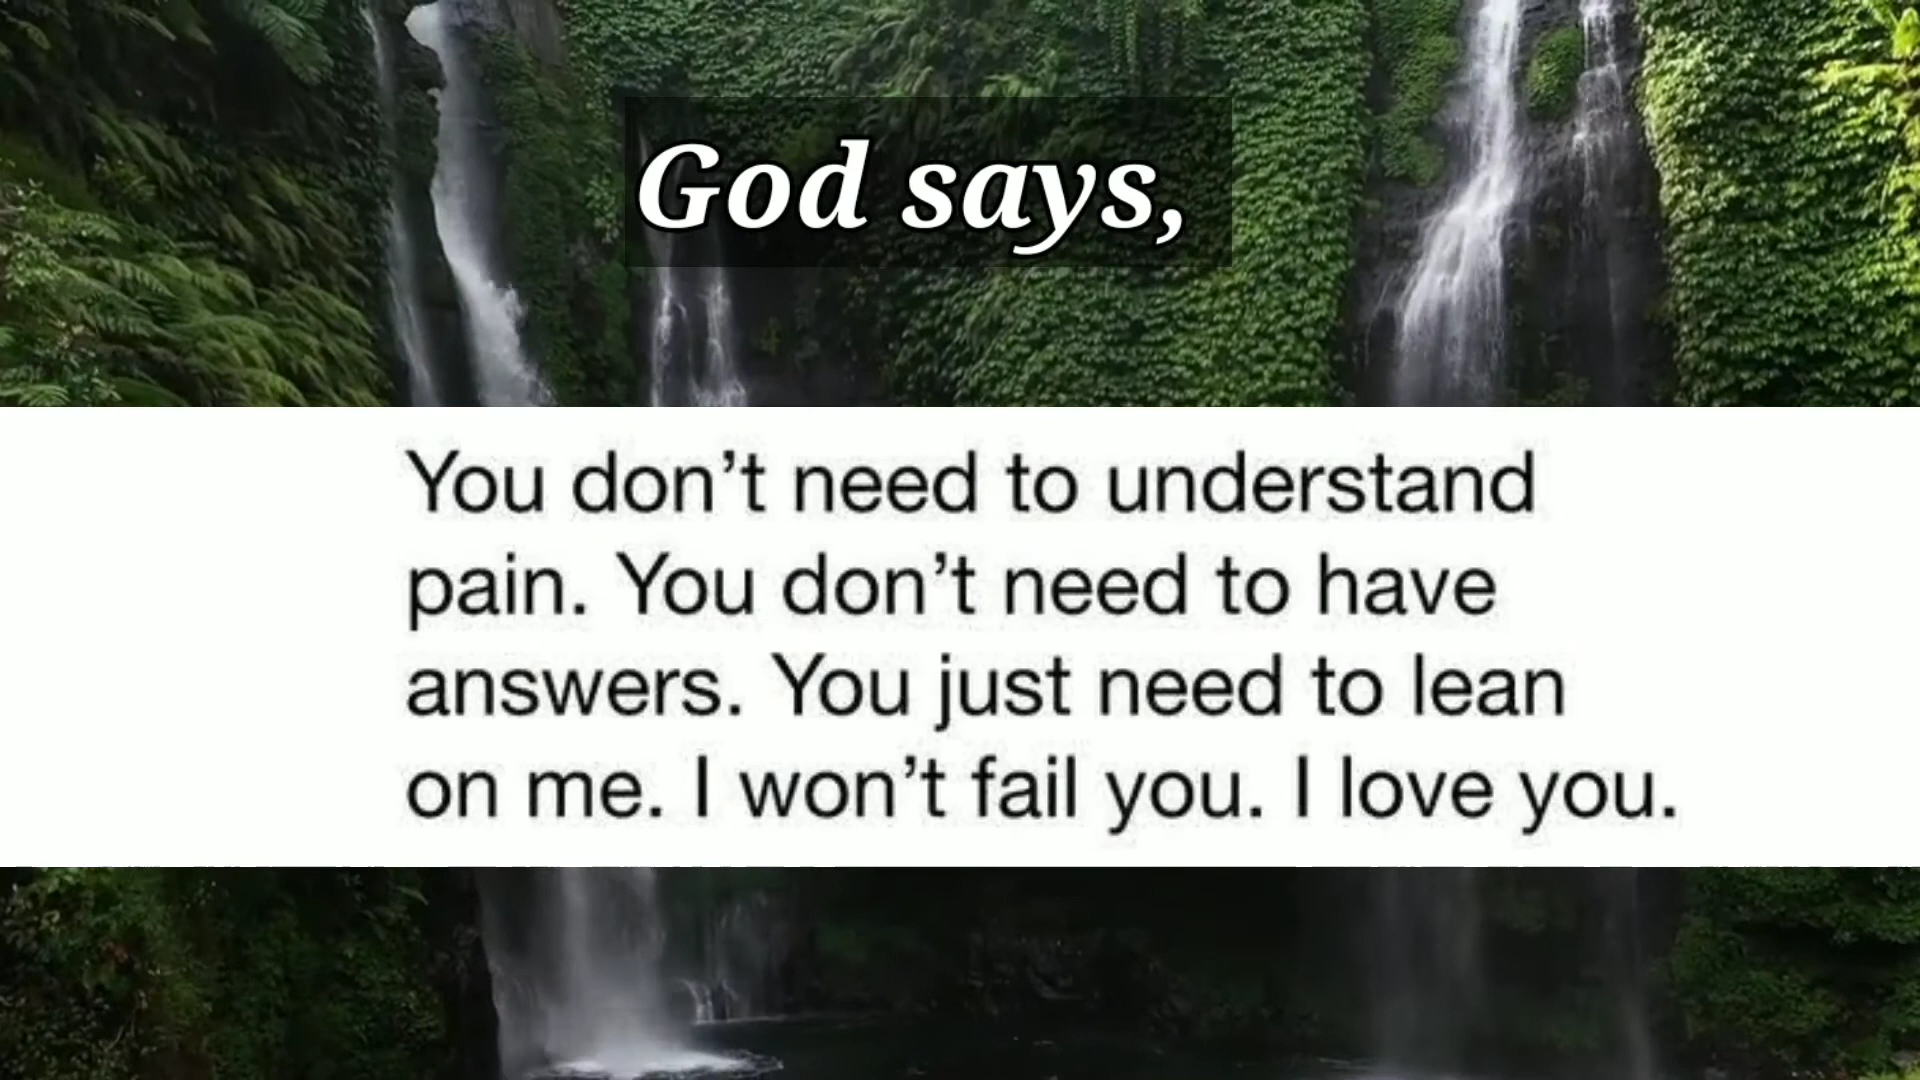 God says,
You don’t need to understand
pain. You don’t need to have
answers. You just need to lean
on me. I won’t fail you. I love you.